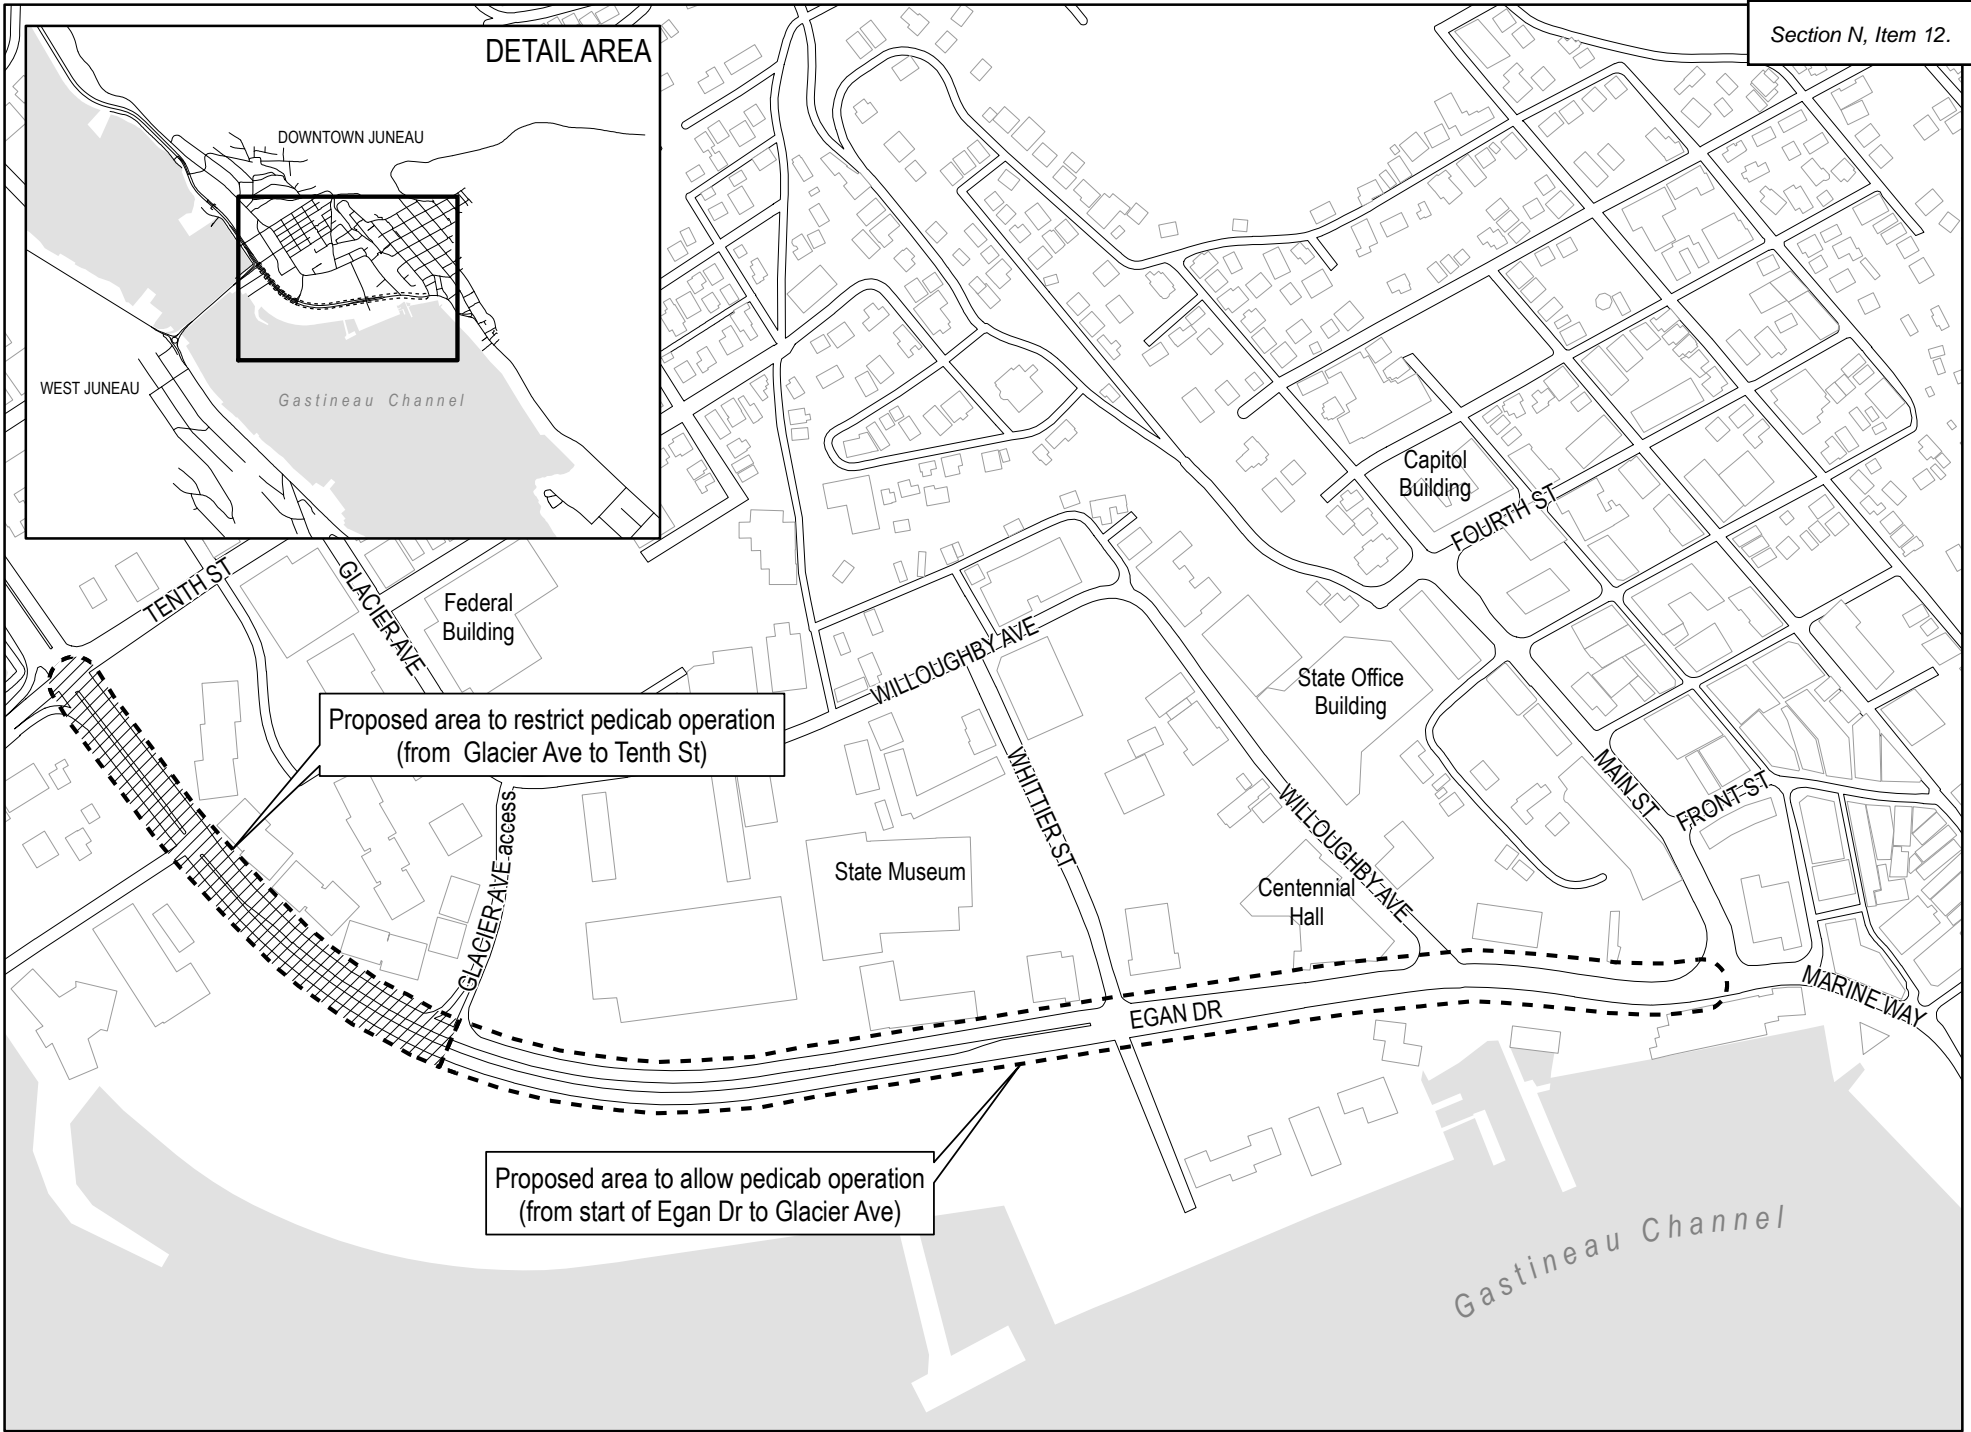 Section N, Item 12.
DETAIL AREA
DOWNTOWN JUNEAU
WEST JUNEAU
Gastineau Channel
TENTH ST
GLACIER AVE
Federal
Building
WILLOUGHBY AVE
Capitol
Building
FOURTH ST
State Office
Building
Proposed area to restrict pedicab operation
(from Glacier Ave to Tenth St)
WHITTIER ST
WILLOUGHBY AVE
MAIN ST
FRONT ST
GLACIER AVE access
State Museum
Centennial
Hall
EGAN DR
MARINE WAY
Proposed area to allow pedicab operation
(from start of Egan Dr to Glacier Ave)
Gastineau Channel